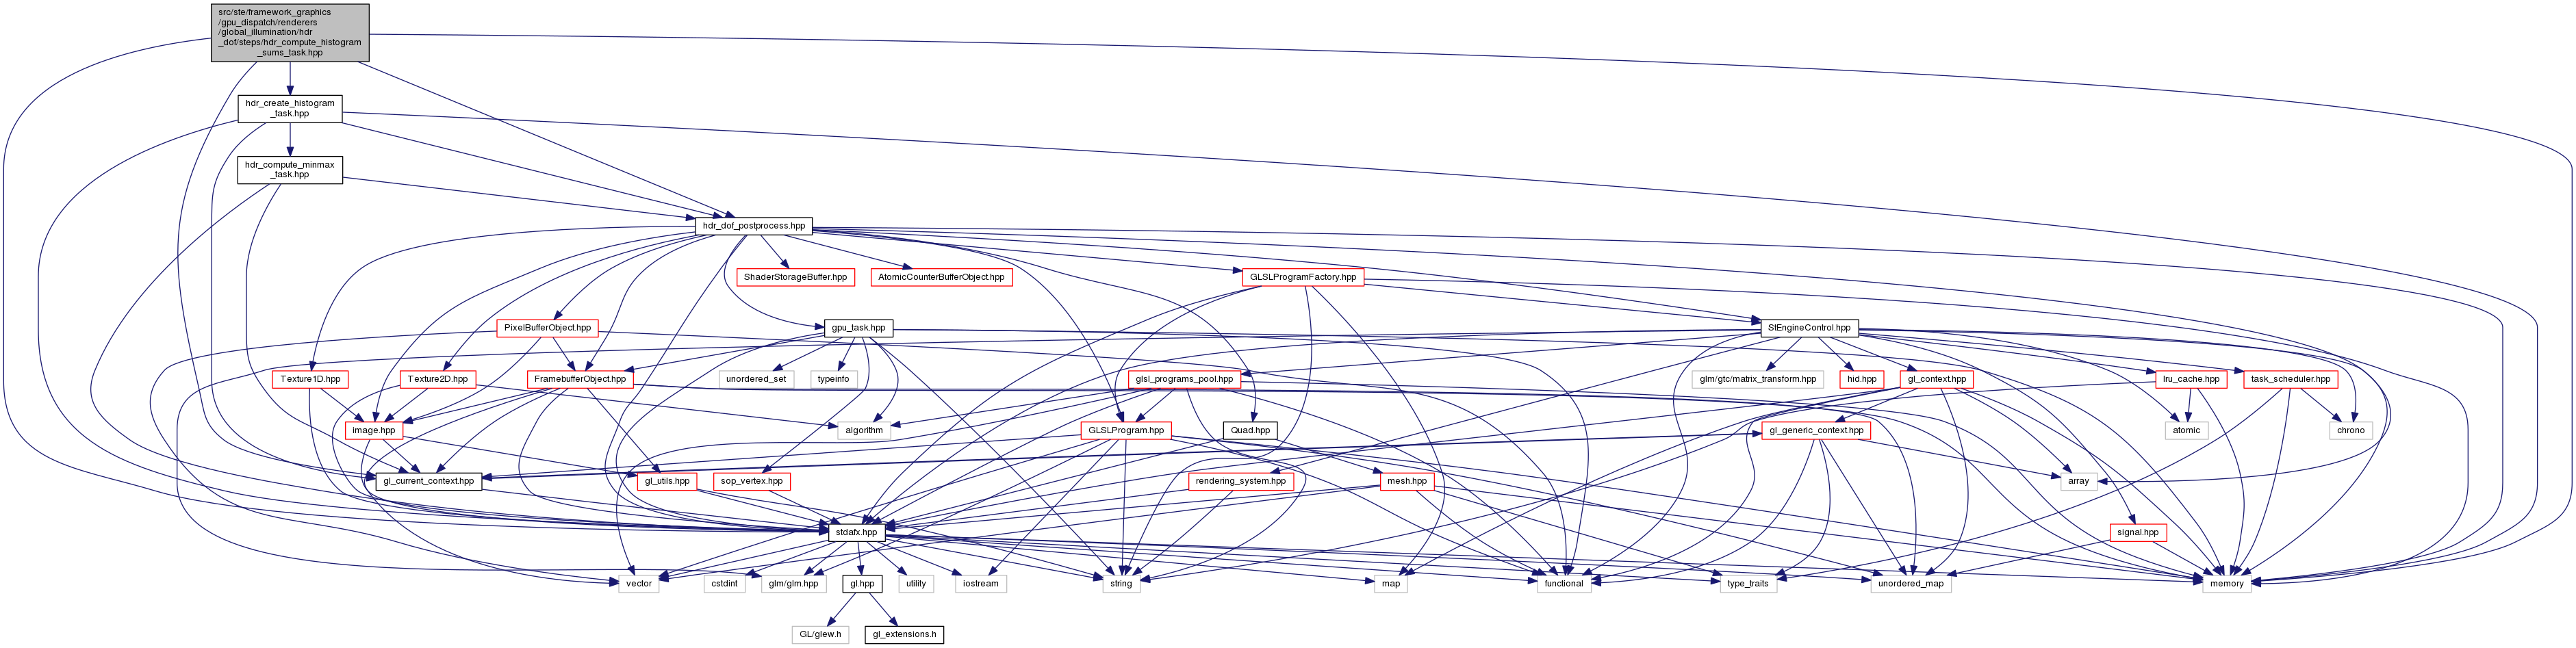 src/ste/framework_graphics
/gpu_dispatch/renderers
/global_illumination/hdr
_dof/steps/hdr_compute_histogram
_sums_task.hpp
hdr_create_histogram
_task.hpp
hdr_compute_minmax
_task.hpp
hdr_dof_postprocess.hpp
ShaderStorageBuffer.hpp
AtomicCounterBufferObject.hpp
GLSLProgramFactory.hpp
PixelBufferObject.hpp
gpu_task.hpp
StEngineControl.hpp
Texture1D.hpp
Texture2D.hpp
FramebufferObject.hpp
unordered_set
typeinfo
glsl_programs_pool.hpp
glm/gtc/matrix_transform.hpp
hid.hpp
gl_context.hpp
lru_cache.hpp
task_scheduler.hpp
image.hpp
algorithm
GLSLProgram.hpp
Quad.hpp
gl_generic_context.hpp
atomic
chrono
gl_current_context.hpp
gl_utils.hpp
sop_vertex.hpp
rendering_system.hpp
mesh.hpp
array
stdafx.hpp
signal.hpp
vector
cstdint
glm/glm.hpp
gl.hpp
utility
iostream
string
map
functional
type_traits
unordered_map
memory
GL/glew.h
gl_extensions.h